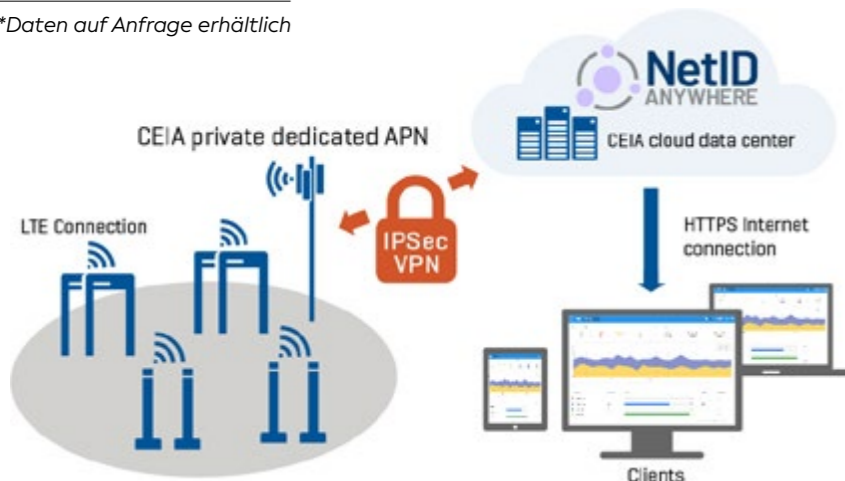 *Daten auf Anfrage erhältlich
NetID
ANYWHERE
CEIA cloud data center
CEIA private dedicated APN
LTE Connection
IPSec
VPN
HTTPS Internet
connection
Clients